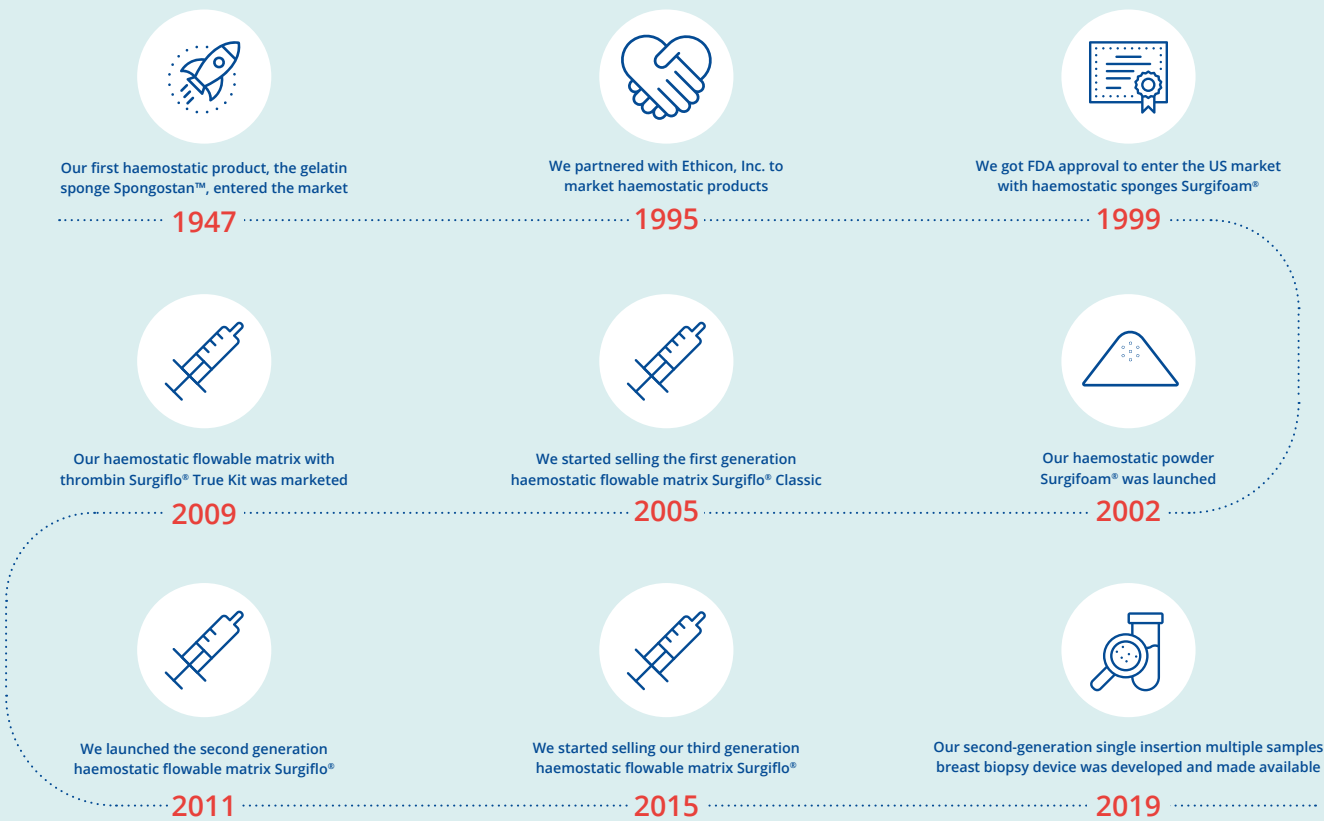 Our first haemostatic product, the gelatin
sponge Spongostan™, entered the market
1947
We partnered with Ethicon, Inc. to
market haemostatic products
1995
We got FDA approval to enter the US market
with haemostatic sponges Surgifoam®
1999
Our haemostatic powder
Surgifoam® was launched
2002
We started selling the first generation
haemostatic flowable matrix Surgiflo® Classic
2005
Our haemostatic flowable matrix with
thrombin Surgiflo® True Kit was marketed
2009
We launched the second generation
haemostatic flowable matrix Surgiflo®
2011
We started selling our third generation
haemostatic flowable matrix Surgiflo®
2015
Our second-generation single insertion multiple samples
breast biopsy device was developed and made available
2019